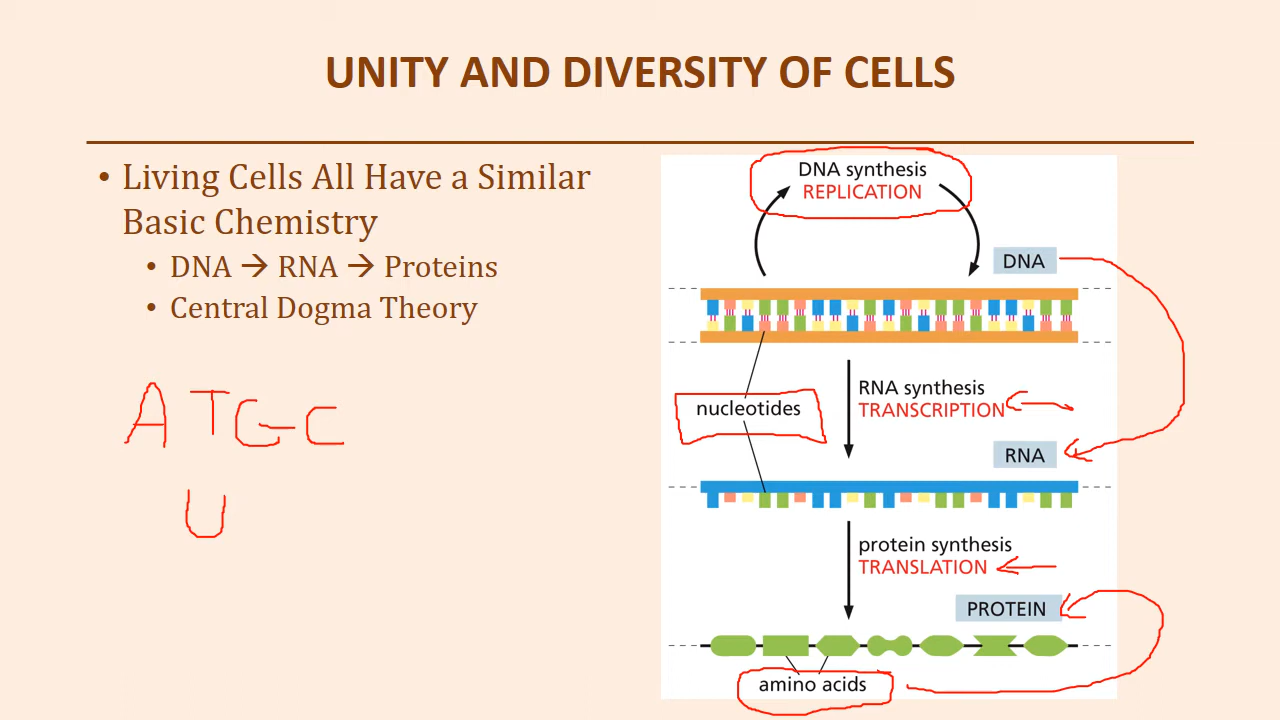 UNITY AND DIVERSITY OF CELLS
• Living Cells All Have a Similar
Basic Chemistry
• DNA → RNA → Proteins
• Central Dogma Theory
A T G C
U
DNA synthesis
REPLICATION
DNA
RNA synthesis
TRANSCRIPTION
nucleotides
RNA
protein synthesis
TRANSLATION
PROTEIN
amino acids